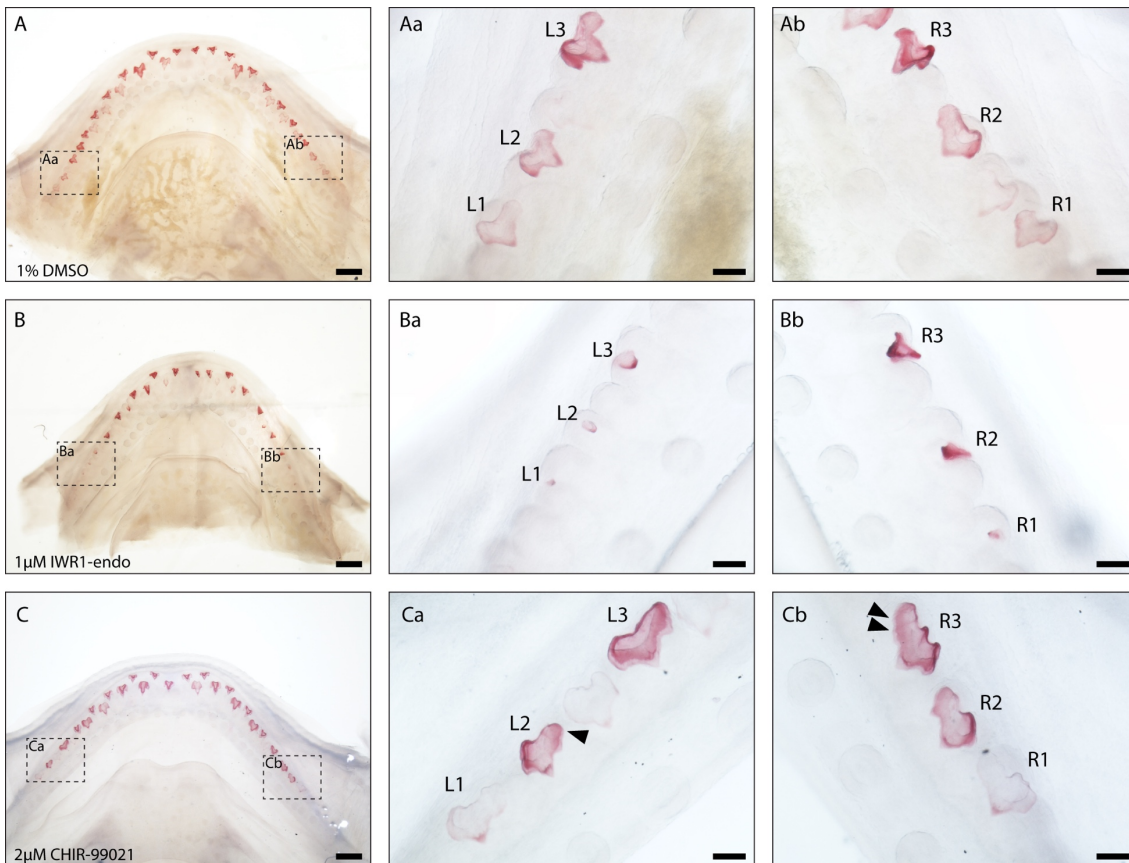 A
Aa
Ab
1% DMSO
Aa
L3
L2
L1
Ab
R3
R2
R1
B
Ba
Bb
1µM IWR1-endo
Ba
L3
L2
L1
Bb
R3
R2
R1
C
Ca
Cb
2µM CHIR-99021
Ca
L3
L2
L1
Cb
R3
R2
R1